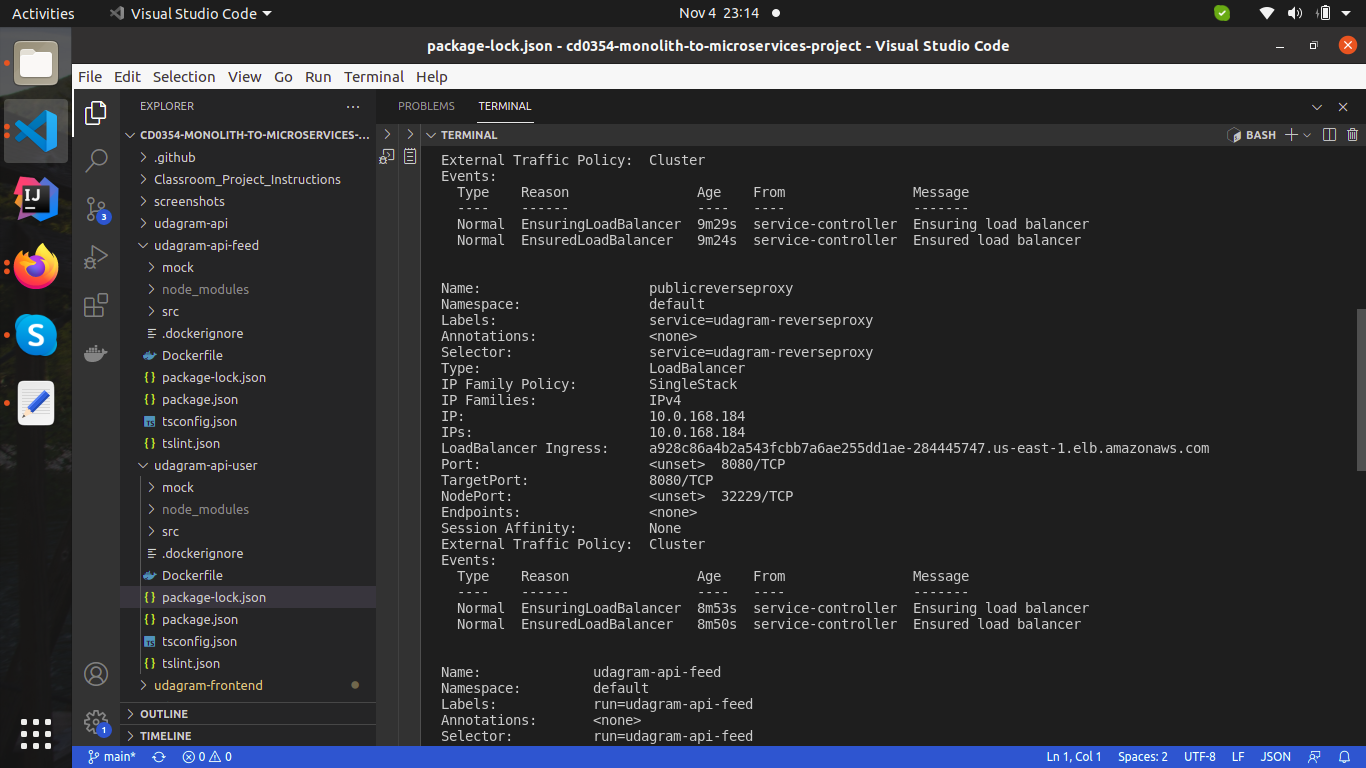 Activities Visual Studio Code Nov 4 23:14
package-lock.json - cd0354-monolith-to-microservices-project - Visual Studio Code
File Edit Selection View Go Run Terminal Help
EXPLORER ... PROBLEMS TERMINAL
CD0354-MONOLITH-TO-MICROSERVICES-...
.github
Classroom_Project_Instructions
screenshots
udagram-api
udagram-api-feed
mock
node_modules
src
.dockerignore
Dockerfile
package-lock.json
package.json
tsconfig.json
tslint.json
udagram-api-user
mock
node_modules
src
.dockerignore
Dockerfile
package-lock.json
package.json
tsconfig.json
tslint.json
udagram-frontend
OUTLINE
TIMELINE
3
1
IJ
TERMINAL BASH
External Traffic Policy: Cluster
Events:
Type Reason Age From Message
---- ------ ---- ---- -------
Normal EnsuringLoadBalancer 9m29s service-controller Ensuring load balancer
Normal EnsuredLoadBalancer 9m24s service-controller Ensured load balancer
Name: publicreverseproxy
Namespace: default
Labels: service=udagram-reverseproxy
Annotations: <none>
Selector: service=udagram-reverseproxy
Type: LoadBalancer
IP Family Policy: SingleStack
IP Families: IPv4
IP: 10.0.168.184
IPs: 10.0.168.184
LoadBalancer Ingress: a928c86a4b2a543fcbb7a6ae255dd1ae-284445747.us-east-1.elb.amazonaws.com
Port: <unset> 8080/TCP
TargetPort: 8080/TCP
NodePort: <unset> 32229/TCP
Endpoints: <none>
Session Affinity: None
External Traffic Policy: Cluster
Events:
Type Reason Age From Message
---- ------ ---- ---- -------
Normal EnsuringLoadBalancer 8m53s service-controller Ensuring load balancer
Normal EnsuredLoadBalancer 8m50s service-controller Ensured load balancer
Name: udagram-api-feed
Namespace: default
Labels: run=udagram-api-feed
Annotations: <none>
Selector: run=udagram-api-feed
main* 0 0 Ln 1, Col 1 Spaces: 2 UTF-8 LF JSON